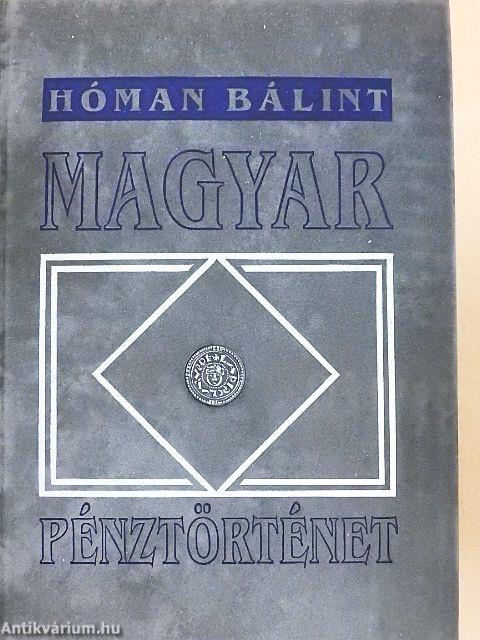 HÓMAN BÁLINT
MAGYAR
PÉNZTÖRTÉNET
Antikvárium.hu